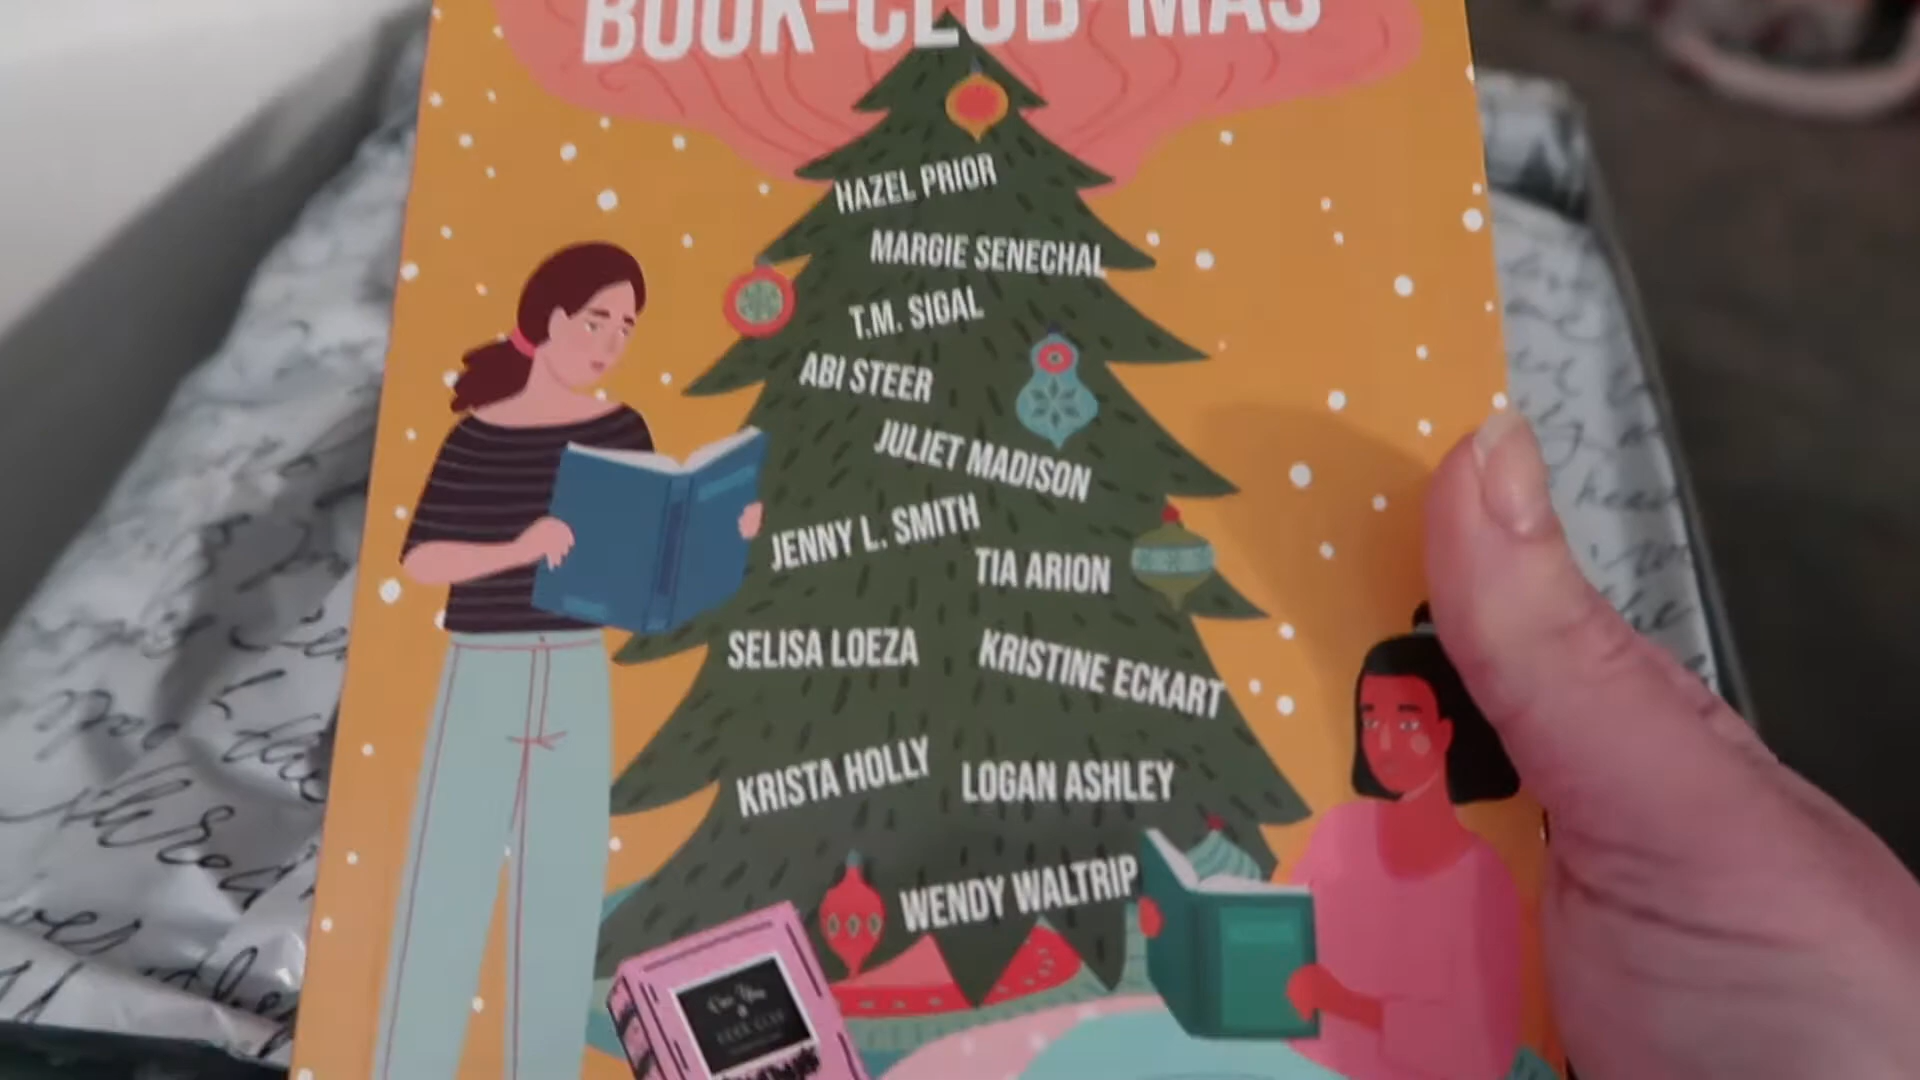 BOOK-CLUB-MAS
HAZEL PRIOR
MARGIE SENECHAL
T.M. SIGAL
ABI STEER
JULIET MADISON
JENNY L. SMITH
TIA ARION
SELISA LOEZA
KRISTINE ECKART
KRISTA HOLLY
LOGAN ASHLEY
WENDY WALTRIP